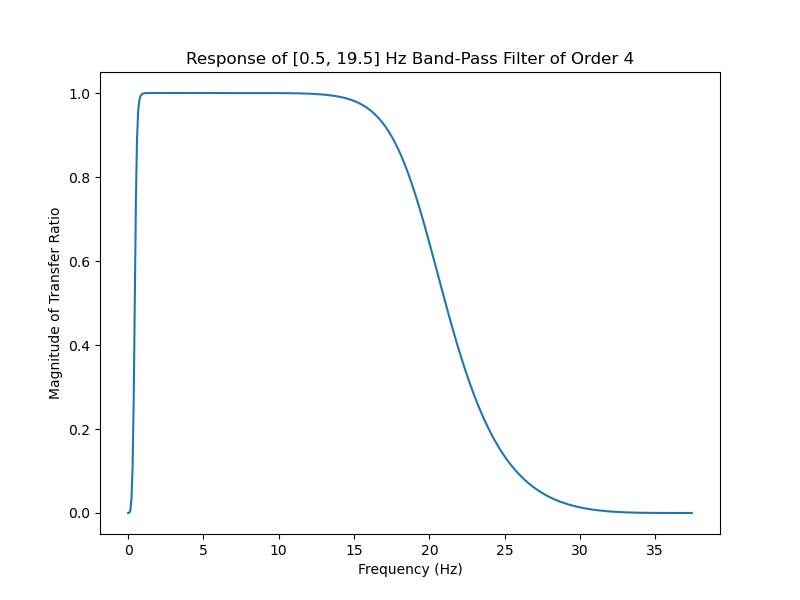 Response of [0.5, 19.5] Hz Band-Pass Filter of Order 4
Magnitude of Transfer Ratio
1.0
0.8
0.6
0.4
0.2
0.0
0 5 10 15 20 25 30 35
Frequency (Hz)